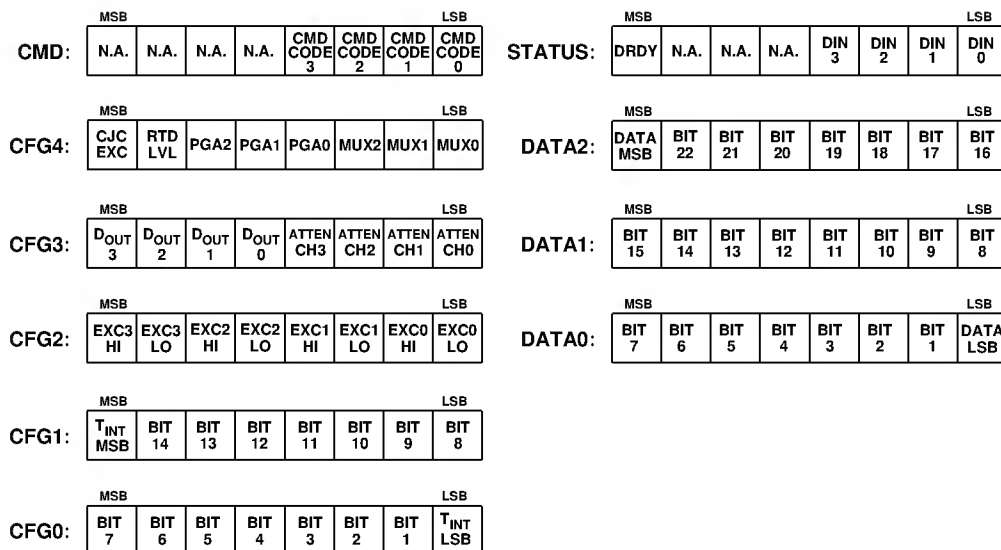 MSB LSB
CMD: N.A. N.A. N.A. N.A. CMD CODE 3 CMD CODE 2 CMD CODE 1 CMD CODE 0
MSB LSB
CFG4: CJC EXC RTD LVL PGA2 PGA1 PGA0 MUX2 MUX1 MUX0
MSB LSB
CFG3: DOUT 3 DOUT 2 DOUT 1 DOUT 0 ATTEN CH3 ATTEN CH2 ATTEN CH1 ATTEN CH0
MSB LSB
CFG2: EXC3 HI EXC3 LO EXC2 HI EXC2 LO EXC1 HI EXC1 LO EXC0 HI EXC0 LO
MSB LSB
CFG1: TINT MSB BIT 14 BIT 13 BIT 12 BIT 11 BIT 10 BIT 9 BIT 8
MSB LSB
CFG0: BIT 7 BIT 6 BIT 5 BIT 4 BIT 3 BIT 2 BIT 1 TINT LSB
MSB LSB
STATUS: DRDY N.A. N.A. N.A. DIN 3 DIN 2 DIN 1 DIN 0
MSB LSB
DATA2: DATA MSB BIT 22 BIT 21 BIT 20 BIT 19 BIT 18 BIT 17 BIT 16
MSB LSB
DATA1: BIT 15 BIT 14 BIT 13 BIT 12 BIT 11 BIT 10 BIT 9 BIT 8
MSB LSB
DATA0: BIT 7 BIT 6 BIT 5 BIT 4 BIT 3 BIT 2 BIT 1 DATA LSB